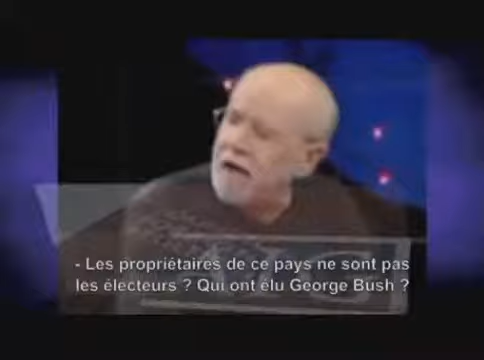 - Les propriétaires de ce pays ne sont pas
les électeurs ? Qui ont élu George Bush ?